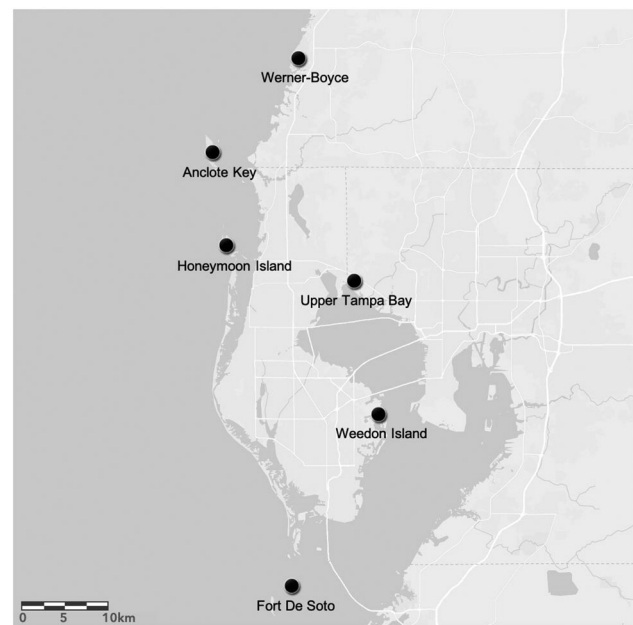 Werner-Boyce
Anclote Key
Honeymoon Island
Upper Tampa Bay
Weedon Island
Fort De Soto
0 5 10km